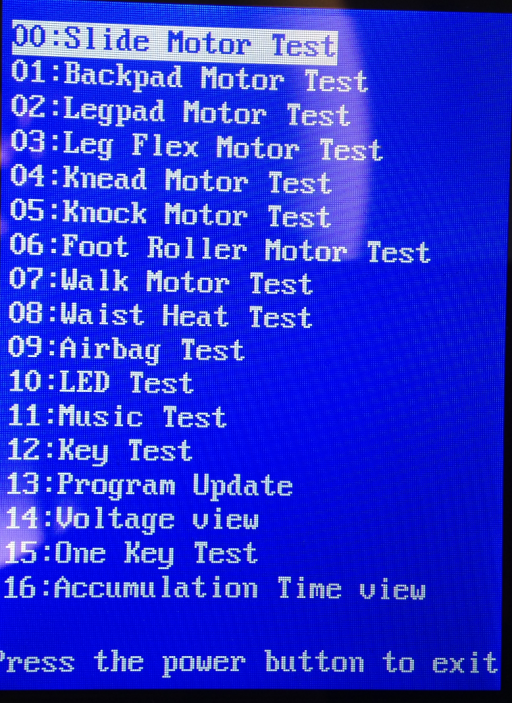 00:Slide Motor Test
01:Backpad Motor Test
02:Legpad Motor Test
03:Leg Flex Motor Test
04:Knead Motor Test
05:Knock Motor Test
06:Foot Roller Motor Test
07:Walk Motor Test
08:Waist Heat Test
09:Airbag Test
10:LED Test
11:Music Test
12:Key Test
13:Program Update
14:Voltage view
15:One Key Test
16:Accumulation Time view
Press the power button to exit